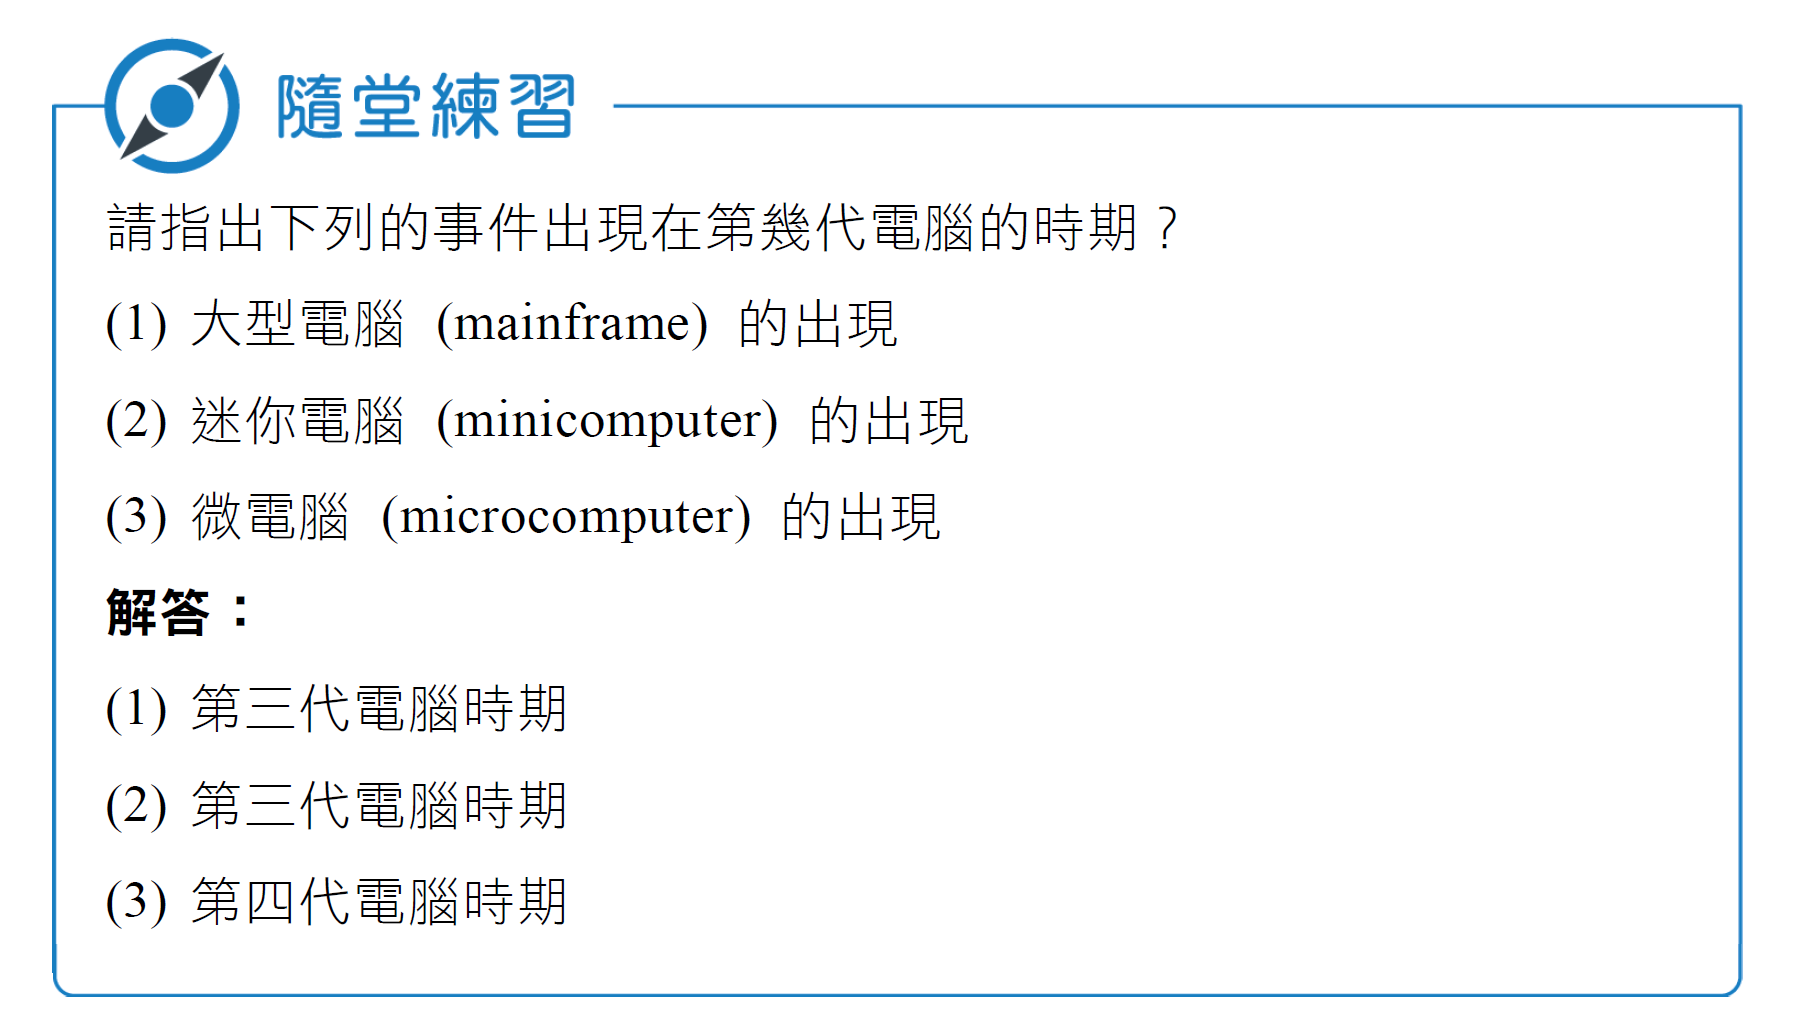 隨堂練習
請指出下列的事件出現在第幾代電腦的時期？
(1) 大型電腦 (mainframe) 的出現
(2) 迷你電腦 (minicomputer) 的出現
(3) 微電腦 (microcomputer) 的出現
解答：
(1) 第三代電腦時期
(2) 第三代電腦時期
(3) 第四代電腦時期